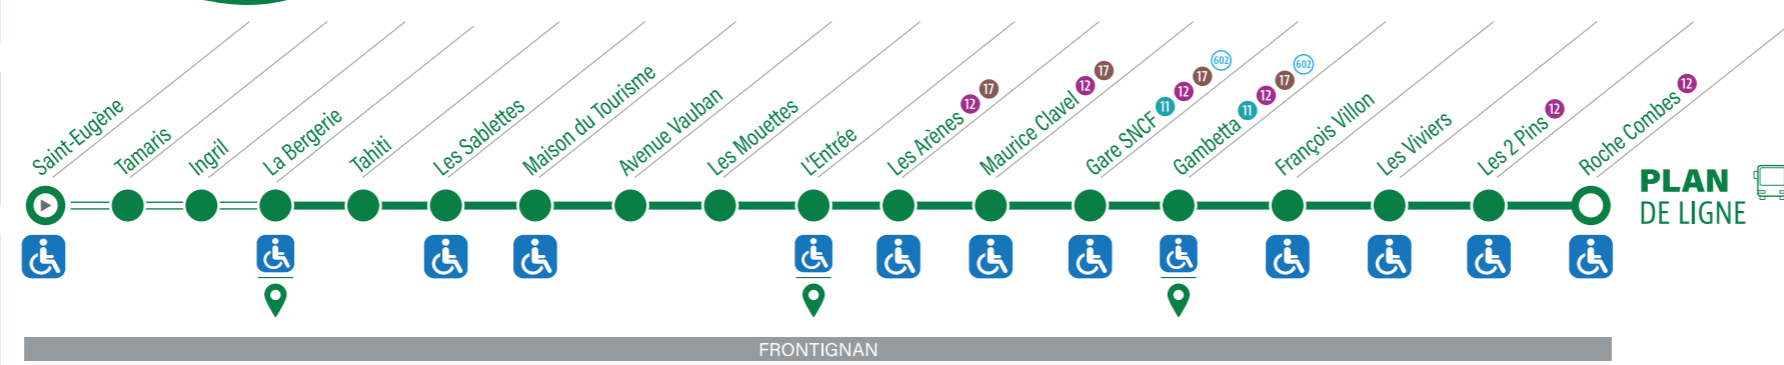 Saint-Eugène
Tamaris
Ingril
La Bergerie
Tahiti
Les Sablettes
Maison du Tourisme
Avenue Vauban
Les Mouettes
L'Entrée
Les Arènes 12 17
Maurice Clavel 12 17
Gare SNCF 11 12 17 602
Gambetta 11 12 17 602
François Villon
Les Viviers
Les 2 Pins 12
Roche Combes 12
PLAN
DE LIGNE
FRONTIGNAN